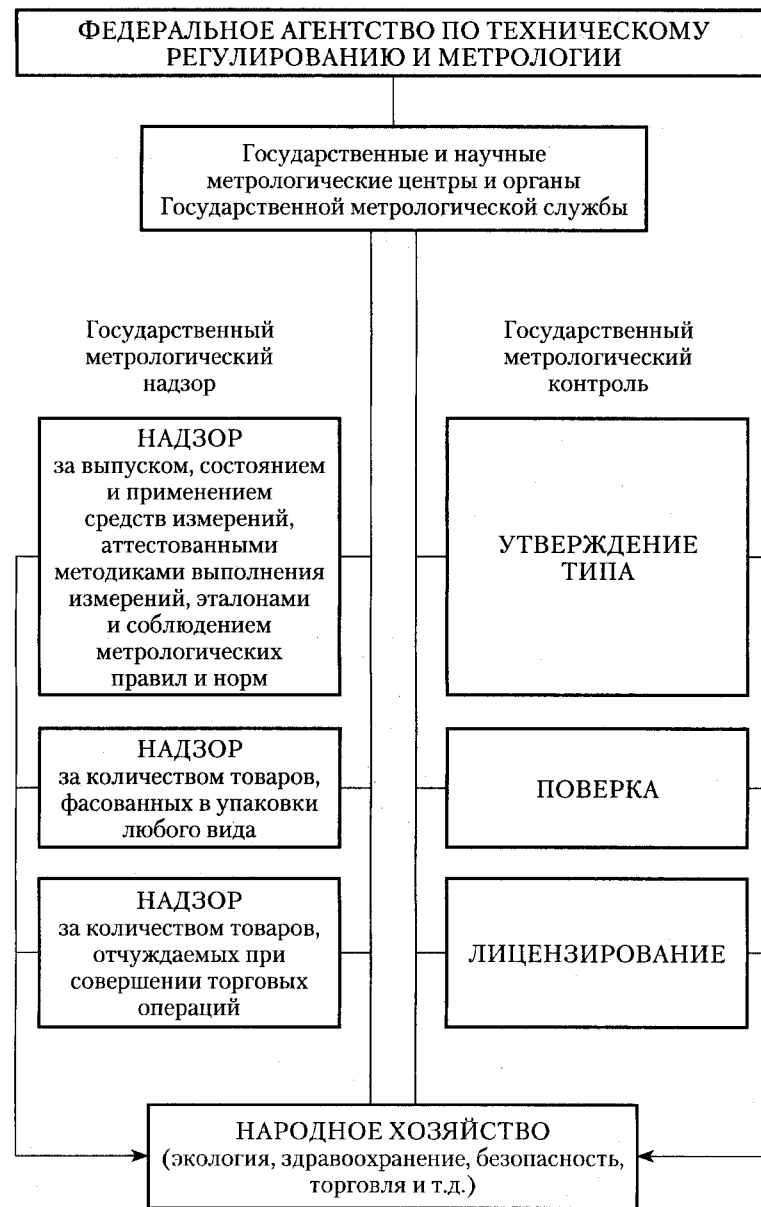 ФЕДЕРАЛЬНОЕ АГЕНТСТВО ПО ТЕХНИЧЕСКОМУ
РЕГУЛИРОВАНИЮ И МЕТРОЛОГИИ
Государственные и научные
метрологические центры и органы
Государственной метрологической службы
Государственный
метрологический
надзор
НАДЗОР
за выпуском, состоянием
и применением
средств измерений,
аттестованными
методиками выполнения
измерений, эталонами
и соблюдением
метрологических
правил и норм
НАДЗОР
за количеством товаров,
фасованных в упаковки
любого вида
НАДЗОР
за количеством товаров,
отчуждаемых при
совершении торговых
операций
Государственный
метрологический
контроль
УТВЕРЖДЕНИЕ
ТИПА
ПОВЕРКА
ЛИЦЕНЗИРОВАНИЕ
НАРОДНОЕ ХОЗЯЙСТВО
(экология, здравоохранение, безопасность,
торговля и т.д.)